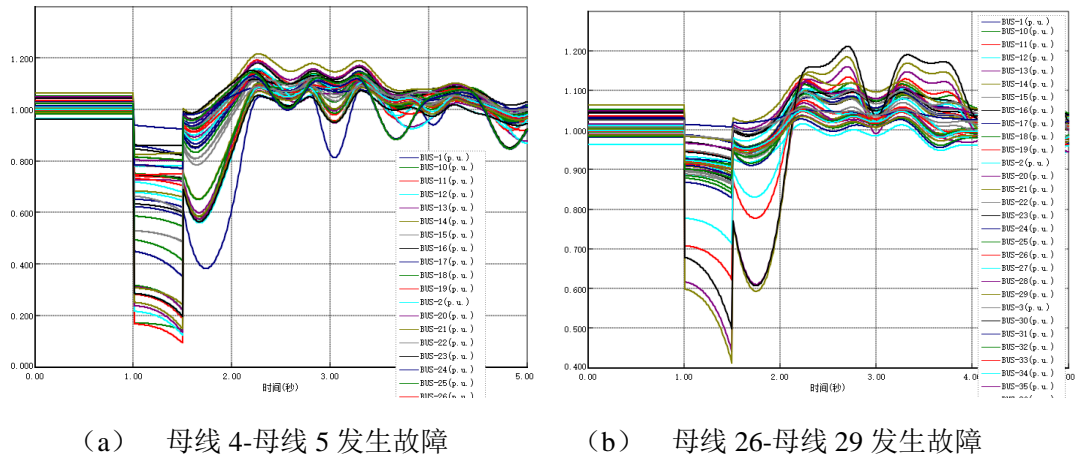 1.200
1.000
0.800
0.600
0.400
0.200
0.000
0.00
1.00
2.00
3.00
4.00
5.00
时间(秒)
BUS-1(p.u.)
BUS-10(p.u.)
BUS-11(p.u.)
BUS-12(p.u.)
BUS-13(p.u.)
BUS-14(p.u.)
BUS-15(p.u.)
BUS-16(p.u.)
BUS-17(p.u.)
BUS-18(p.u.)
BUS-19(p.u.)
BUS-2(p.u.)
BUS-20(p.u.)
BUS-21(p.u.)
BUS-22(p.u.)
BUS-23(p.u.)
BUS-24(p.u.)
BUS-25(p.u.)
BUS-26(p.u.)
1.200
1.100
1.000
0.900
0.800
0.700
0.600
0.500
0.400
0.00
1.00
2.00
3.00
4.00
时间(秒)
BUS-1(p.u.)
BUS-10(p.u.)
BUS-11(p.u.)
BUS-12(p.u.)
BUS-13(p.u.)
BUS-14(p.u.)
BUS-15(p.u.)
BUS-16(p.u.)
BUS-17(p.u.)
BUS-18(p.u.)
BUS-19(p.u.)
BUS-2(p.u.)
BUS-20(p.u.)
BUS-21(p.u.)
BUS-22(p.u.)
BUS-23(p.u.)
BUS-24(p.u.)
BUS-25(p.u.)
BUS-26(p.u.)
BUS-27(p.u.)
BUS-28(p.u.)
BUS-29(p.u.)
BUS-3(p.u.)
BUS-30(p.u.)
BUS-31(p.u.)
BUS-32(p.u.)
BUS-33(p.u.)
BUS-34(p.u.)
BUS-35(p.u.)
（a） 母线 4-母线 5 发生故障
（b） 母线 26-母线 29 发生故障